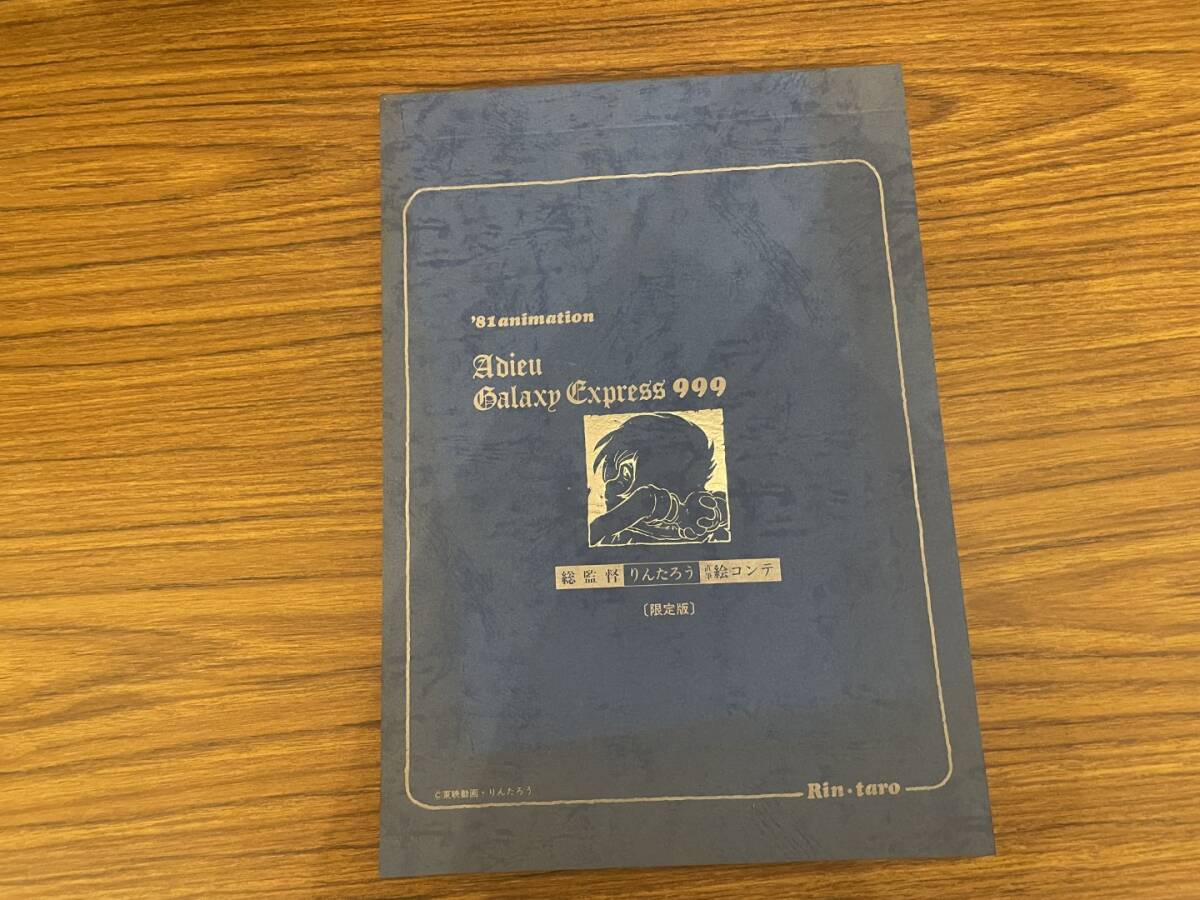 '81 animation
Adieu
Galaxy Express 999
総監督 りんたろう 直筆 絵コンテ
〔限定版〕
©東映動画・りんたろう
Rin・taro